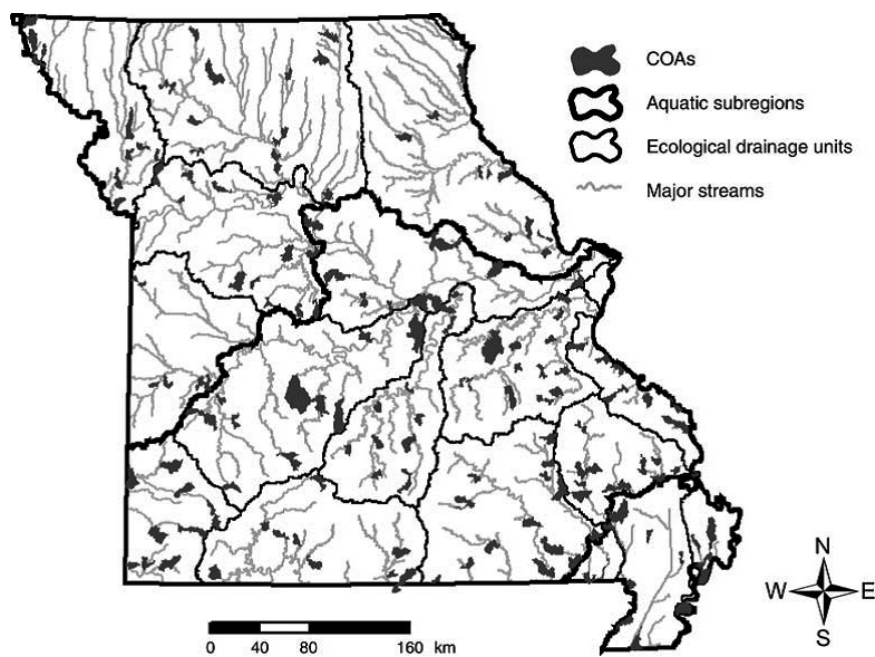 COAs
Aquatic subregions
Ecological drainage units
Major streams
N
W E
S
0 40 80 160 km